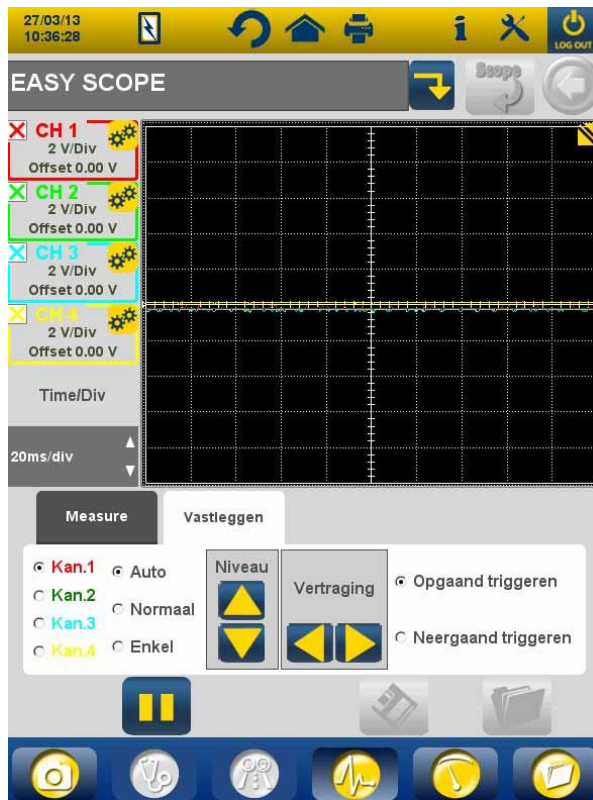 27/03/13
10:36:28
i
LOG OUT
EASY SCOPE
Scope
CH 1
2 V/Div
Offset 0.00 V
CH 2
2 V/Div
Offset 0.00 V
CH 3
2 V/Div
Offset 0.00 V
CH 4
2 V/Div
Offset 0.00 V
Time/Div
20ms/div
Measure
Vastleggen
Kan.1
Kan.2
Kan.3
Kan.4
Auto
Normaal
Enkel
Niveau
Vertraging
Opgaand triggeren
Neergaand triggeren